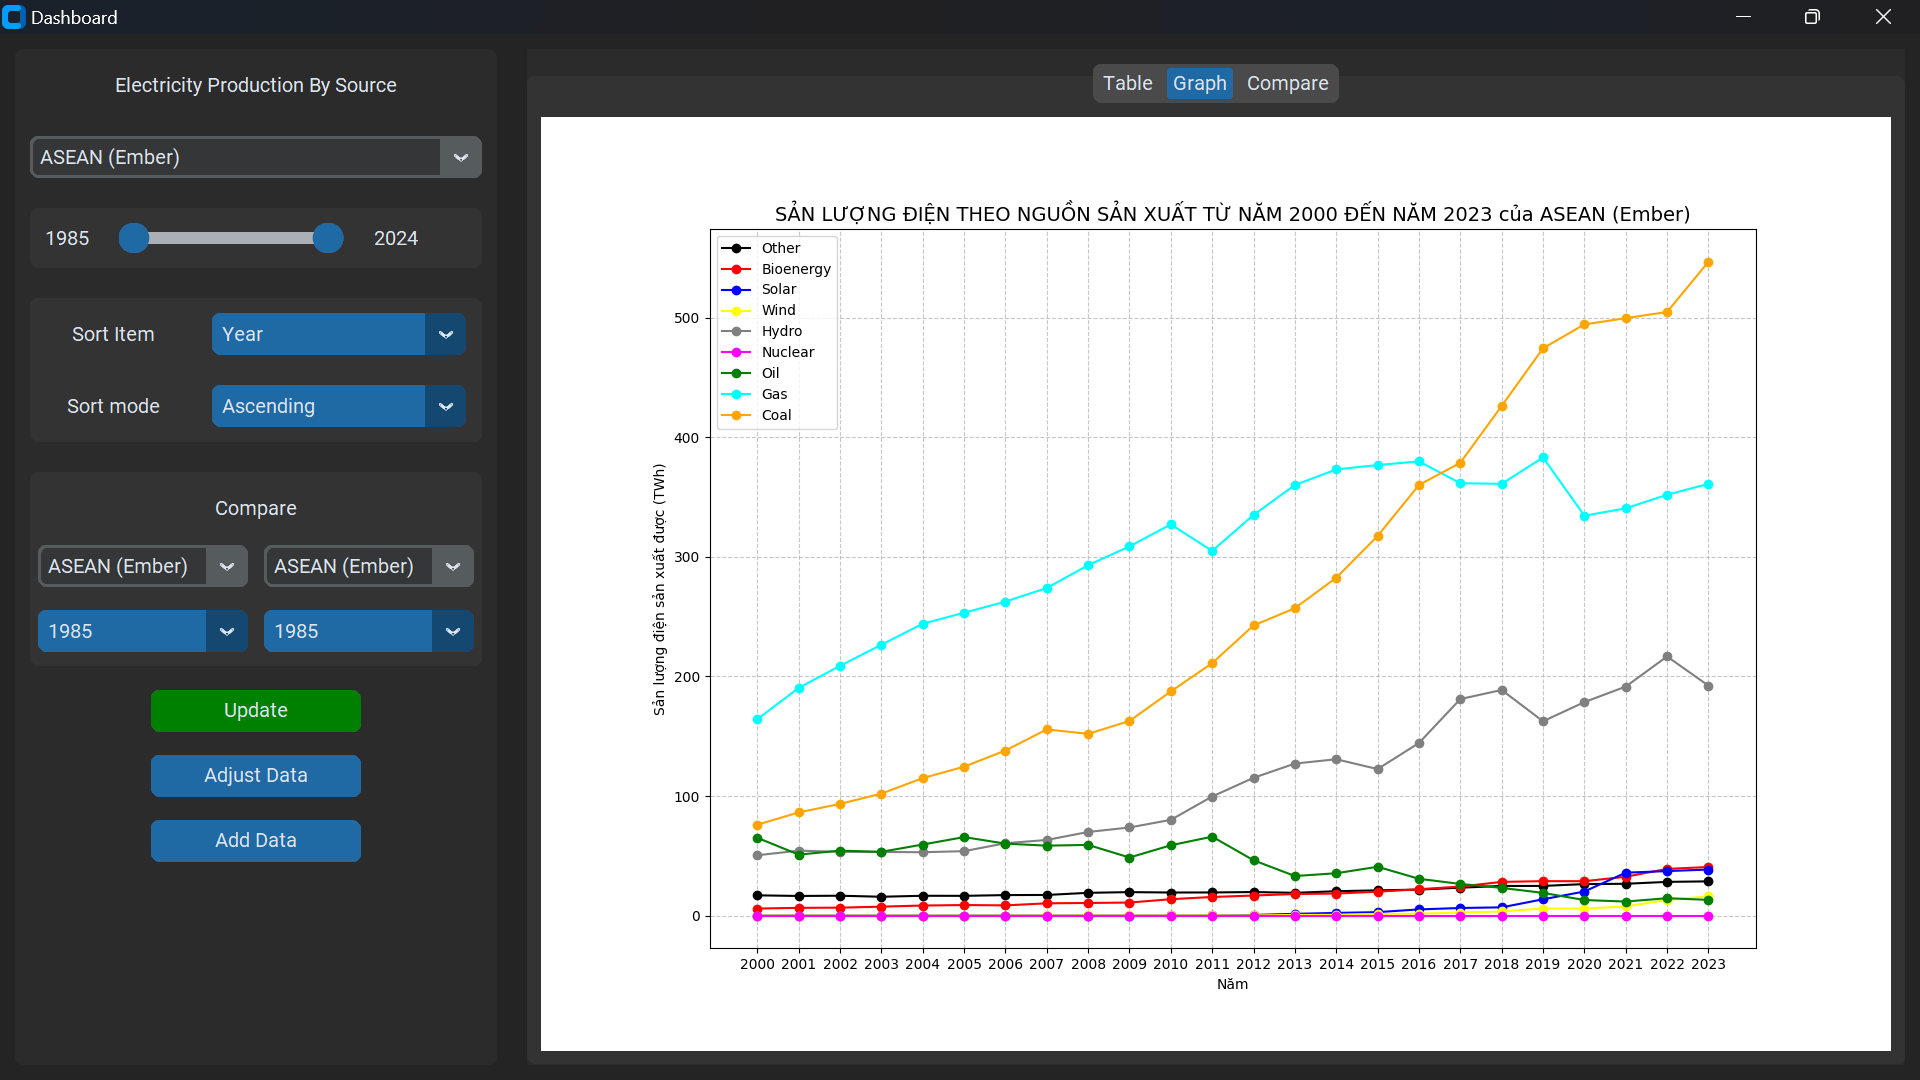 Dashboard
Electricity Production By Source
ASEAN (Ember)
1985
2024
Sort Item
Year
Sort mode
Ascending
Compare
ASEAN (Ember)
ASEAN (Ember)
1985
1985
Update
Adjust Data
Add Data
Table
Graph
Compare
SẢN LƯỢNG ĐIỆN THEO NGUỒN SẢN XUẤT TỪ NĂM 2000 ĐẾN NĂM 2023 của ASEAN (Ember)
Other
Bioenergy
Solar
Wind
Hydro
Nuclear
Oil
Gas
Coal
Sản lượng điện sản xuất được (TWh)
500
400
300
200
100
0
2000 2001 2002 2003 2004 2005 2006 2007 2008 2009 2010 2011 2012 2013 2014 2015 2016 2017 2018 2019 2020 2021 2022 2023
Năm